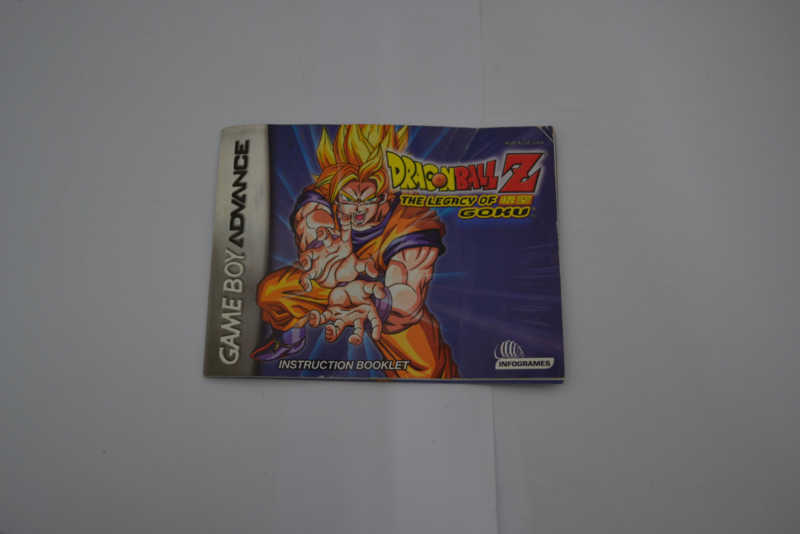 GAME BOY ADVANCE
DRAGON BALL Z
THE LEGACY OF 悟空
GOKU
INSTRUCTION BOOKLET
INFOGRAMES